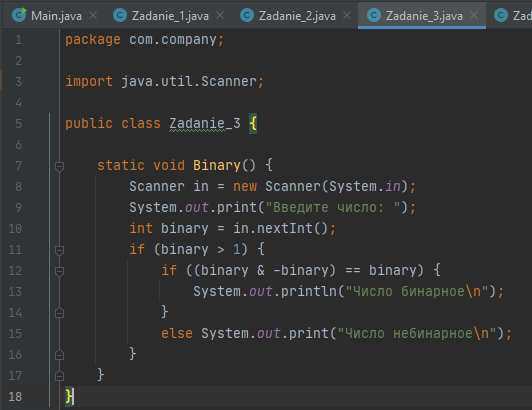 Main.java × Zadanie_1.java × Zadanie_2.java × Zadanie_3.java × Zad
1 package com.company;
2
3 import java.util.Scanner;
4
5 public class Zadanie_3 {
6
7 static void Binary() {
8 Scanner in = new Scanner(System.in);
9 System.out.print("Введите число: ");
10 int binary = in.nextInt();
11 if (binary > 1) {
12 if ((binary & -binary) == binary) {
13 System.out.println("Число бинарное\n");
14 }
15 else System.out.print("Число небинарное\n");
16 }
17 }
18 }